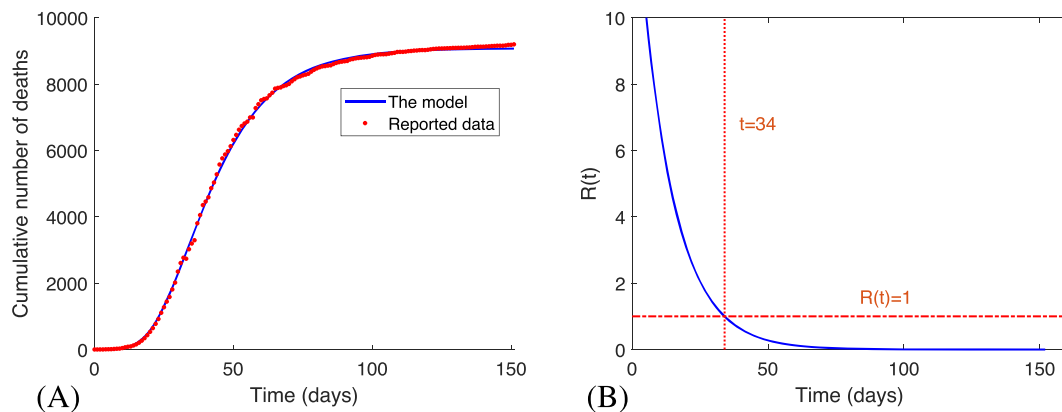 10000
8000
6000
4000
2000
0
Cumulative number of deaths
The model
Reported data
0 50 100 150
Time (days)
(A)
10
8
6
4
2
0
R(t)
t=34
R(t)=1
0 50 100 150
Time (days)
(B)